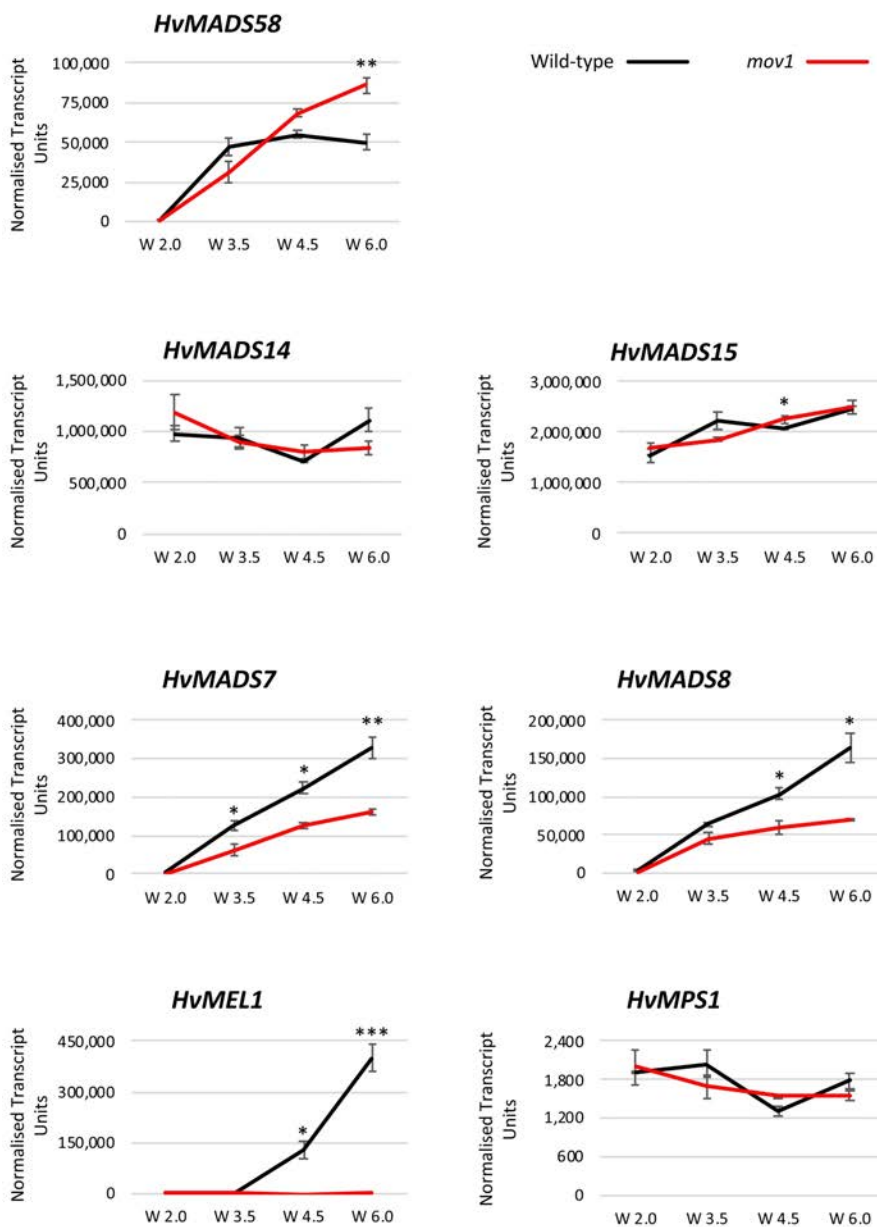 HvMADS58
Wild-type
mov1
Normalised Transcript
Units
100,000
75,000
50,000
25,000
0
**
W 2.0 W 3.5 W 4.5 W 6.0
HvMADS14
Normalised Transcript
Units
1,500,000
1,000,000
500,000
0
W 2.0 W 3.5 W 4.5 W 6.0
HvMADS15
Normalised Transcript
Units
3,000,000
2,000,000
1,000,000
0
*
W 2.0 W 3.5 W 4.5 W 6.0
HvMADS7
Normalised Transcript
Units
400,000
300,000
200,000
100,000
0
* * **
W 2.0 W 3.5 W 4.5 W 6.0
HvMADS8
Normalised Transcript
Units
200,000
150,000
100,000
50,000
0
* *
W 2.0 W 3.5 W 4.5 W 6.0
HvMEL1
Normalised Transcript
Units
450,000
300,000
150,000
0
* ***
W 2.0 W 3.5 W 4.5 W 6.0
HvMPS1
Normalised Transcript
Units
2,400
1,800
1,200
600
0
W 2.0 W 3.5 W 4.5 W 6.0